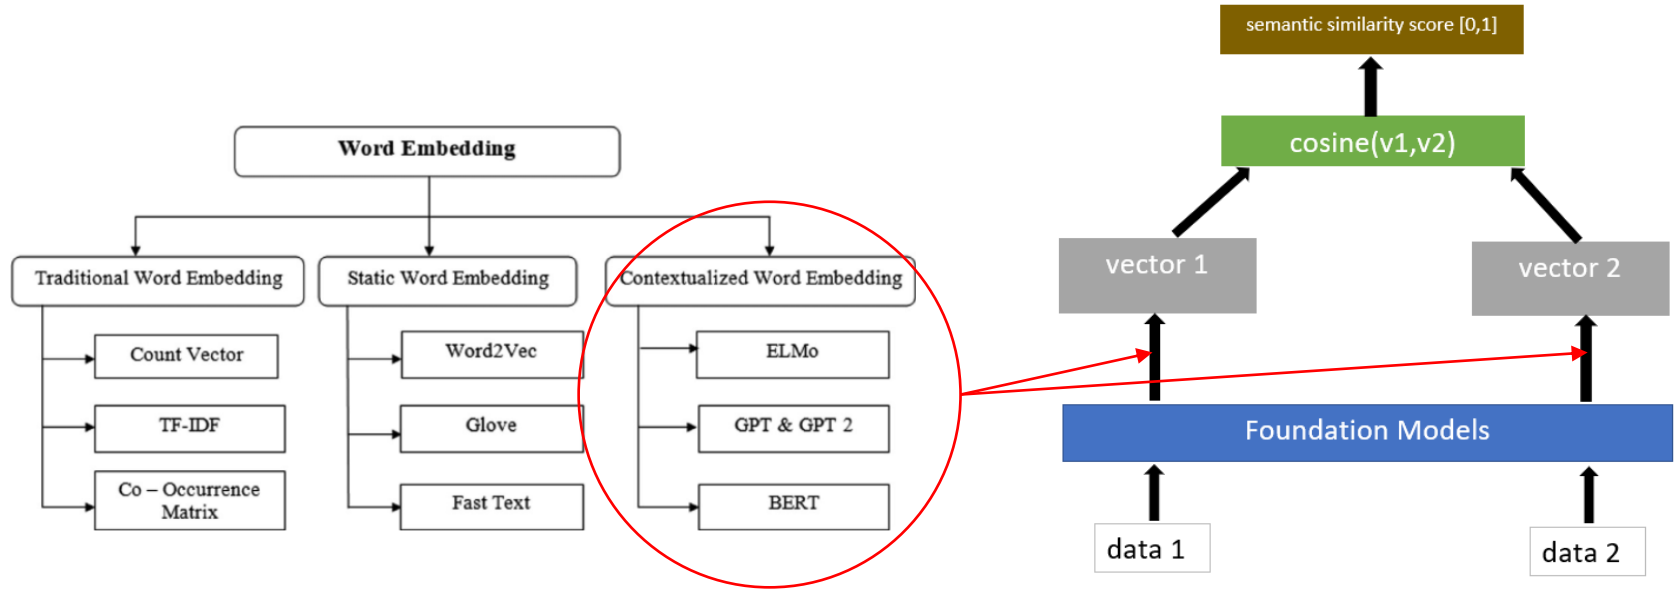 Word Embedding
Traditional Word Embedding
Count Vector
TF-IDF
Co – Occurrence
Matrix
Static Word Embedding
Word2Vec
Glove
Fast Text
Contextualized Word Embedding
ELMo
GPT & GPT 2
BERT
semantic similarity score [0,1]
cosine(v1,v2)
vector 1
vector 2
Foundation Models
data 1
data 2